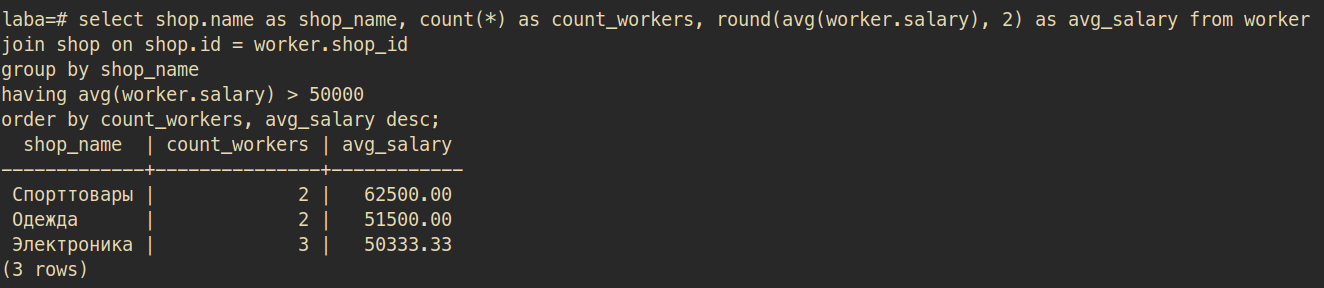 laba=# select shop.name as shop_name, count(*) as count_workers, round(avg(worker.salary), 2) as avg_salary from worker
join shop on shop.id = worker.shop_id
group by shop_name
having avg(worker.salary) > 50000
order by count_workers, avg_salary desc;
  shop_name  | count_workers | avg_salary
-------------+---------------+------------
 Спорттовары |             2 |   62500.00
 Одежда      |             2 |   51500.00
 Электроника |             3 |   50333.33
(3 rows)